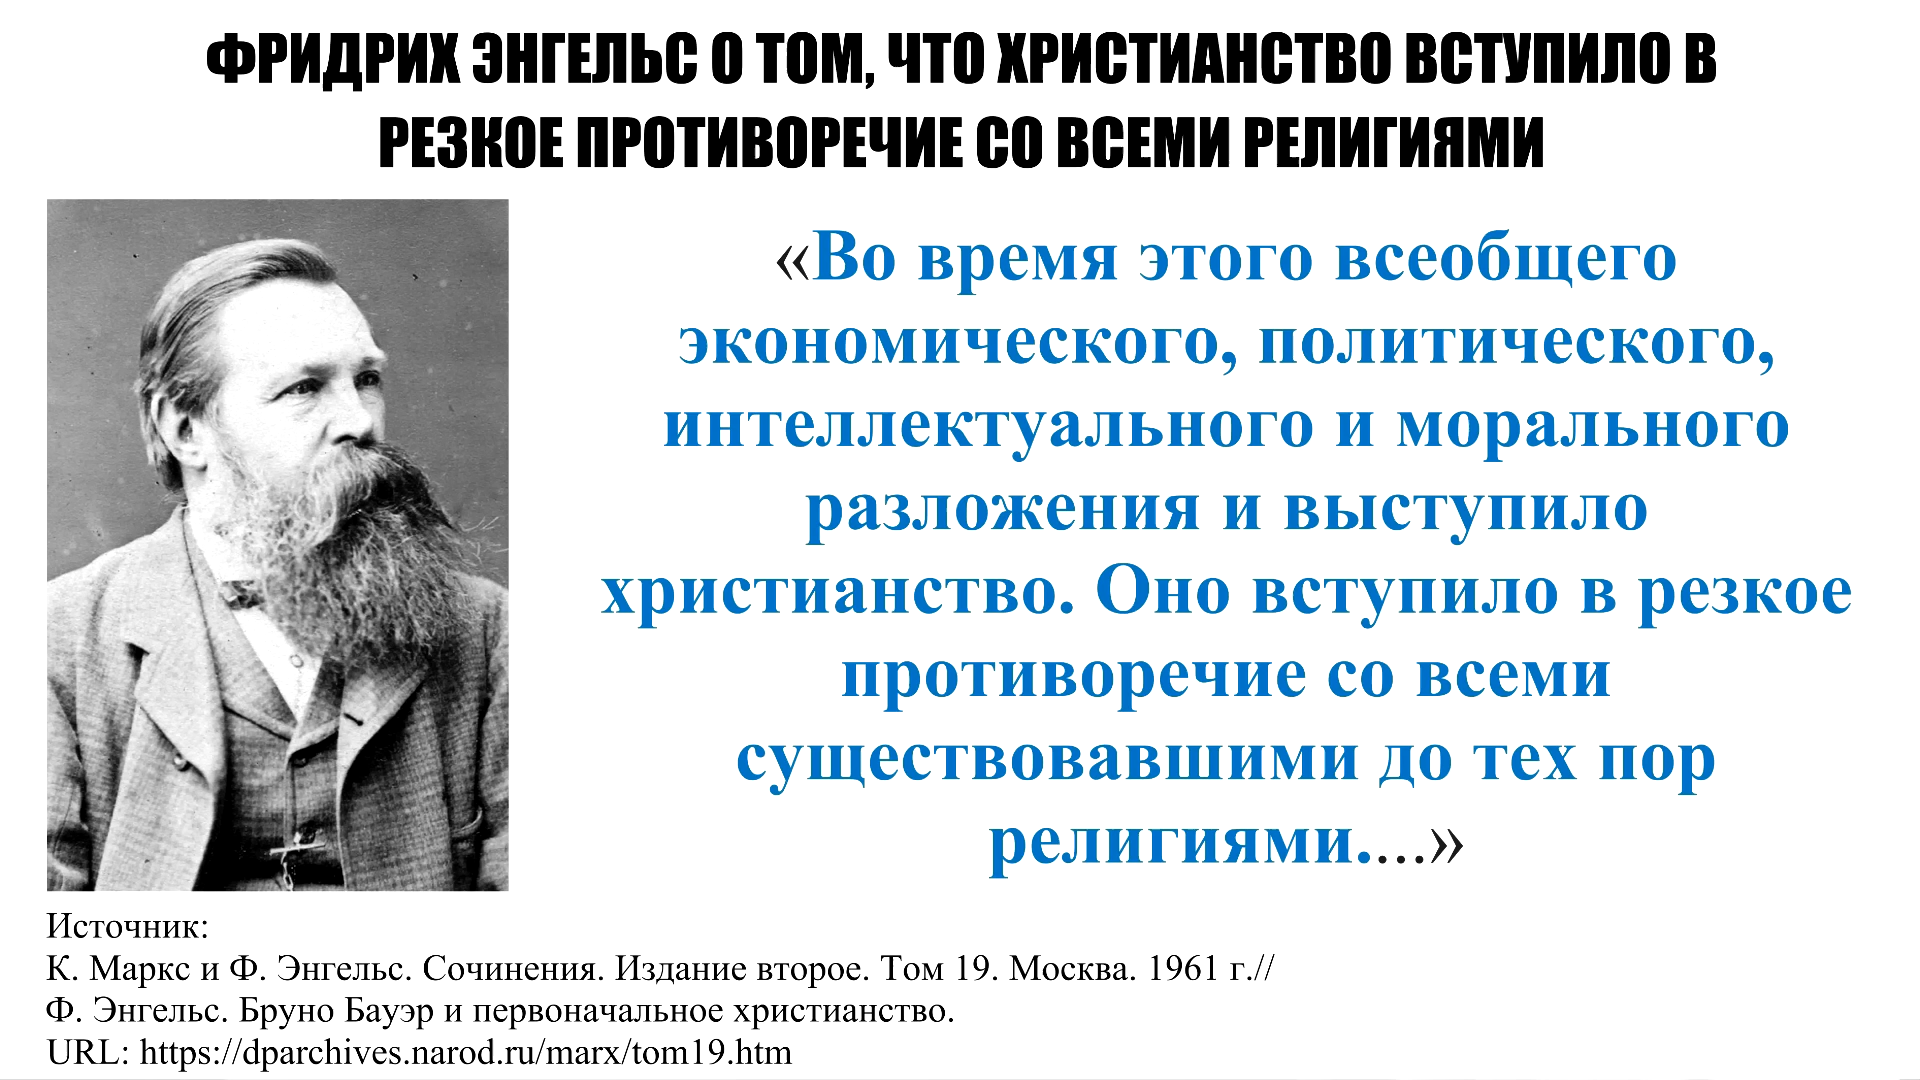 ФРИДРИХ ЭНГЕЛЬС О ТОМ, ЧТО ХРИСТИАНСТВО ВСТУПИЛО В
РЕЗКОЕ ПРОТИВОРЕЧИЕ СО ВСЕМИ РЕЛИГИЯМИ
«Во время этого всеобщего
экономического, политического,
интеллектуального и морального
разложения и выступило
христианство. Оно вступило в резкое
противоречие со всеми
существовавшими до тех пор
религиями.…»
Источник:
К. Маркс и Ф. Энгельс. Сочинения. Издание второе. Том 19. Москва. 1961 г.//
Ф. Энгельс. Бруно Бауэр и первоначальное христианство.
URL: https://dparchives.narod.ru/marx/tom19.htm